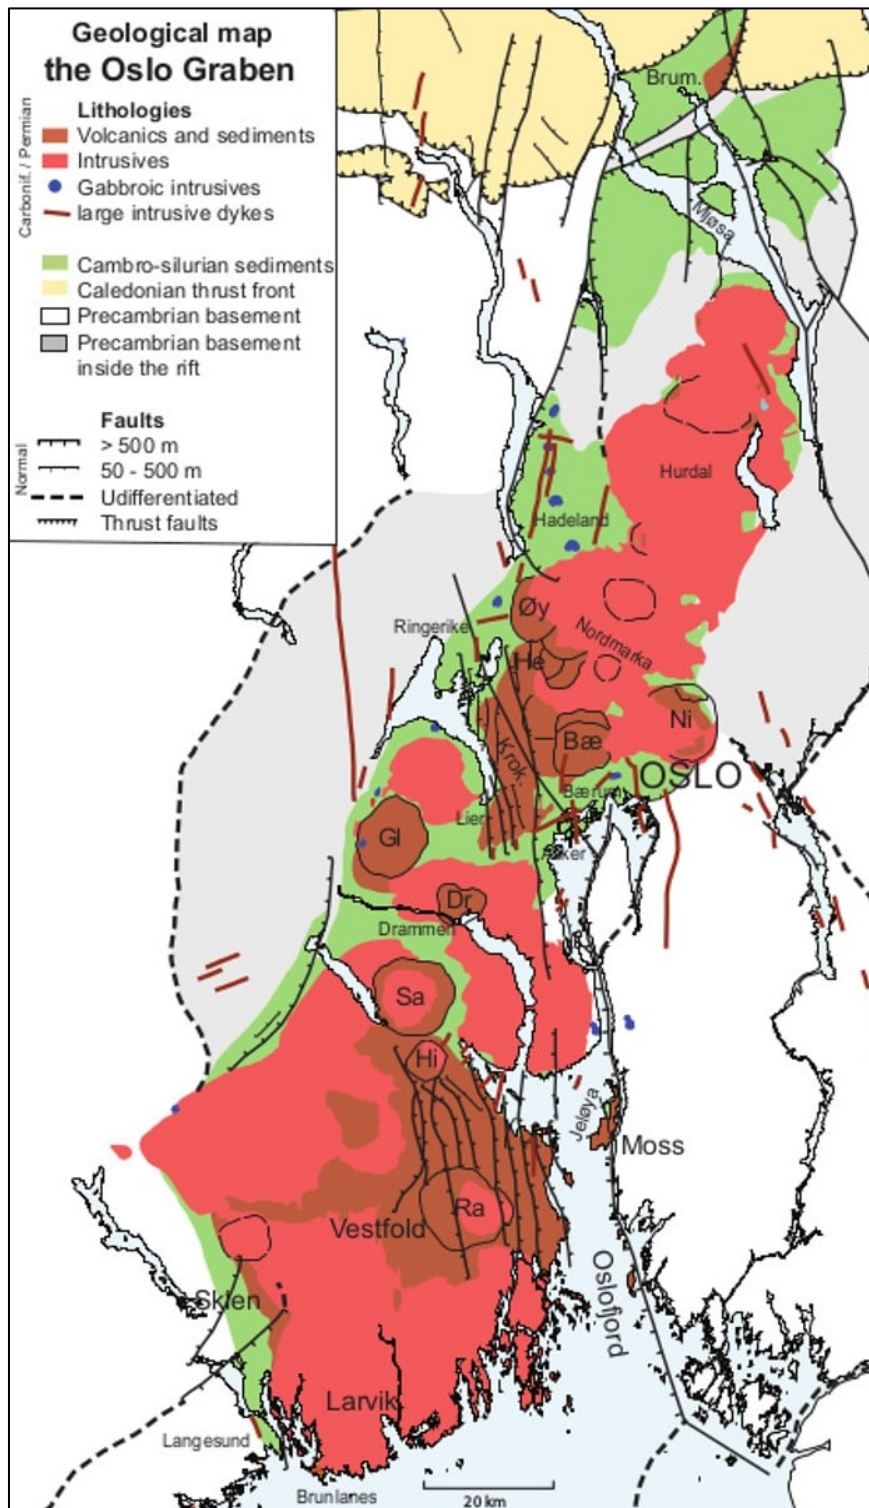 Geological map
the Oslo Graben
Carbonif. / Permian
Lithologies
Volcanics and sediments
Intrusives
Gabbroic intrusives
large intrusive dykes
Cambro-silurian sediments
Caledonian thrust front
Precambrian basement
Precambrian basement
inside the rift
Normal
Faults
> 500 m
50 - 500 m
Udifferentiated
Thrust faults
Brum.
Mjøsa
Hurdal
Hadeland
Øy
Ringerike
Nordmarka
He
Ni
Bæ
Krok.
OSLO
Bærum
Lier
Gl
Asker
Dr
Drammen
Sa
Hi
Jeløya
Moss
Ra
Vestfold
Oslofjord
Skien
Larvik
Langesund
Brunlanes
20 km